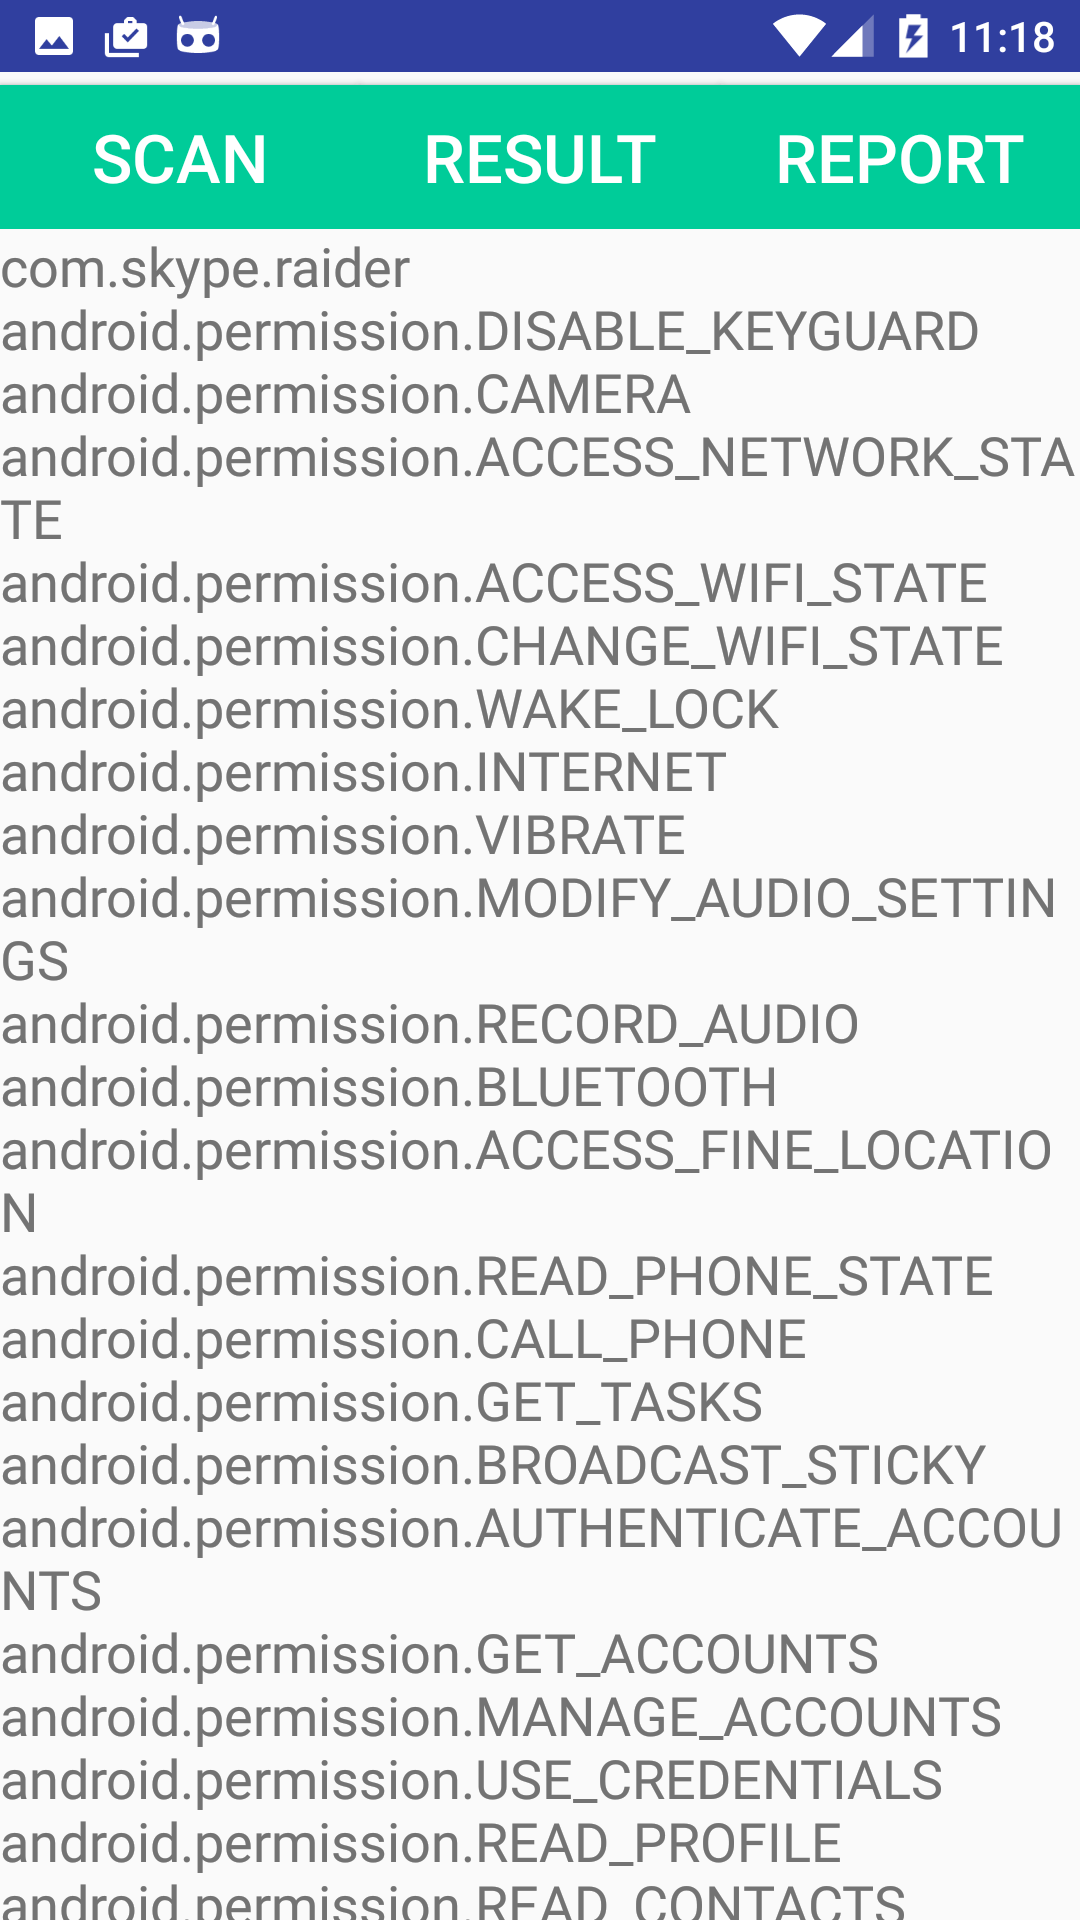 11:18
SCAN RESULT REPORT
com.skype.raider
android.permission.DISABLE_KEYGUARD
android.permission.CAMERA
android.permission.ACCESS_NETWORK_STA
TE
android.permission.ACCESS_WIFI_STATE
android.permission.CHANGE_WIFI_STATE
android.permission.WAKE_LOCK
android.permission.INTERNET
android.permission.VIBRATE
android.permission.MODIFY_AUDIO_SETTIN
GS
android.permission.RECORD_AUDIO
android.permission.BLUETOOTH
android.permission.ACCESS_FINE_LOCATIO
N
android.permission.READ_PHONE_STATE
android.permission.CALL_PHONE
android.permission.GET_TASKS
android.permission.BROADCAST_STICKY
android.permission.AUTHENTICATE_ACCOU
NTS
android.permission.GET_ACCOUNTS
android.permission.MANAGE_ACCOUNTS
android.permission.USE_CREDENTIALS
android.permission.READ_PROFILE
android.permission.READ_CONTACTS